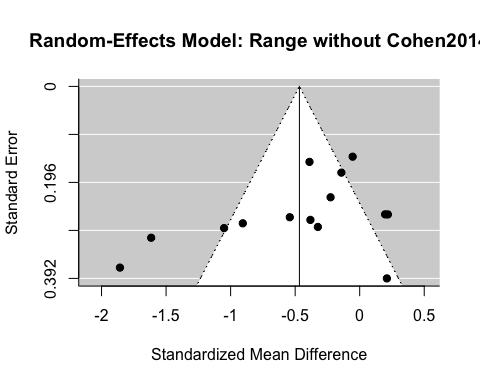 Random-Effects Model: Range without Cohen2014
Standard Error
0
0.196
0.392
-2 -1.5 -1 -0.5 0 0.5
Standardized Mean Difference